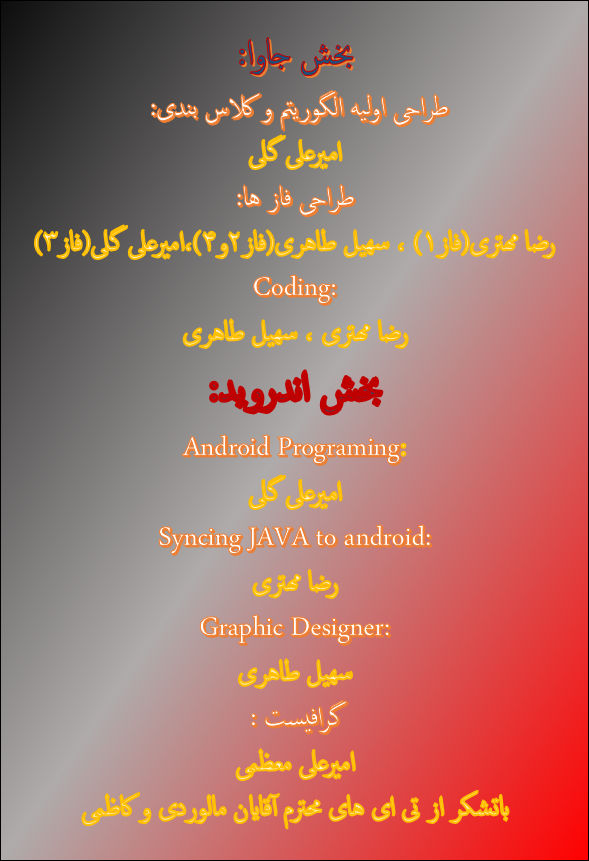 بخش جاوا:
طراحی اولیه الگوریتم و کلاس بندی:
امیرعلی گلی
طراحی فاز ها:
رضا محتری(فاز۱) ، سهیل طاهری(فاز۲و۴)،امیرعلی گلی(فاز۳)
Coding:
رضا محتری ، سهیل طاهری
بخش اندروید:
Android Programing:
امیرعلی گلی
Syncing JAVA to android:
رضا محتری
Graphic Designer:
سهیل طاهری
گرافیست :
امیرعلی معظمی
باتشکر از تی ای های محترم آقایان مالوردی و کاظمی